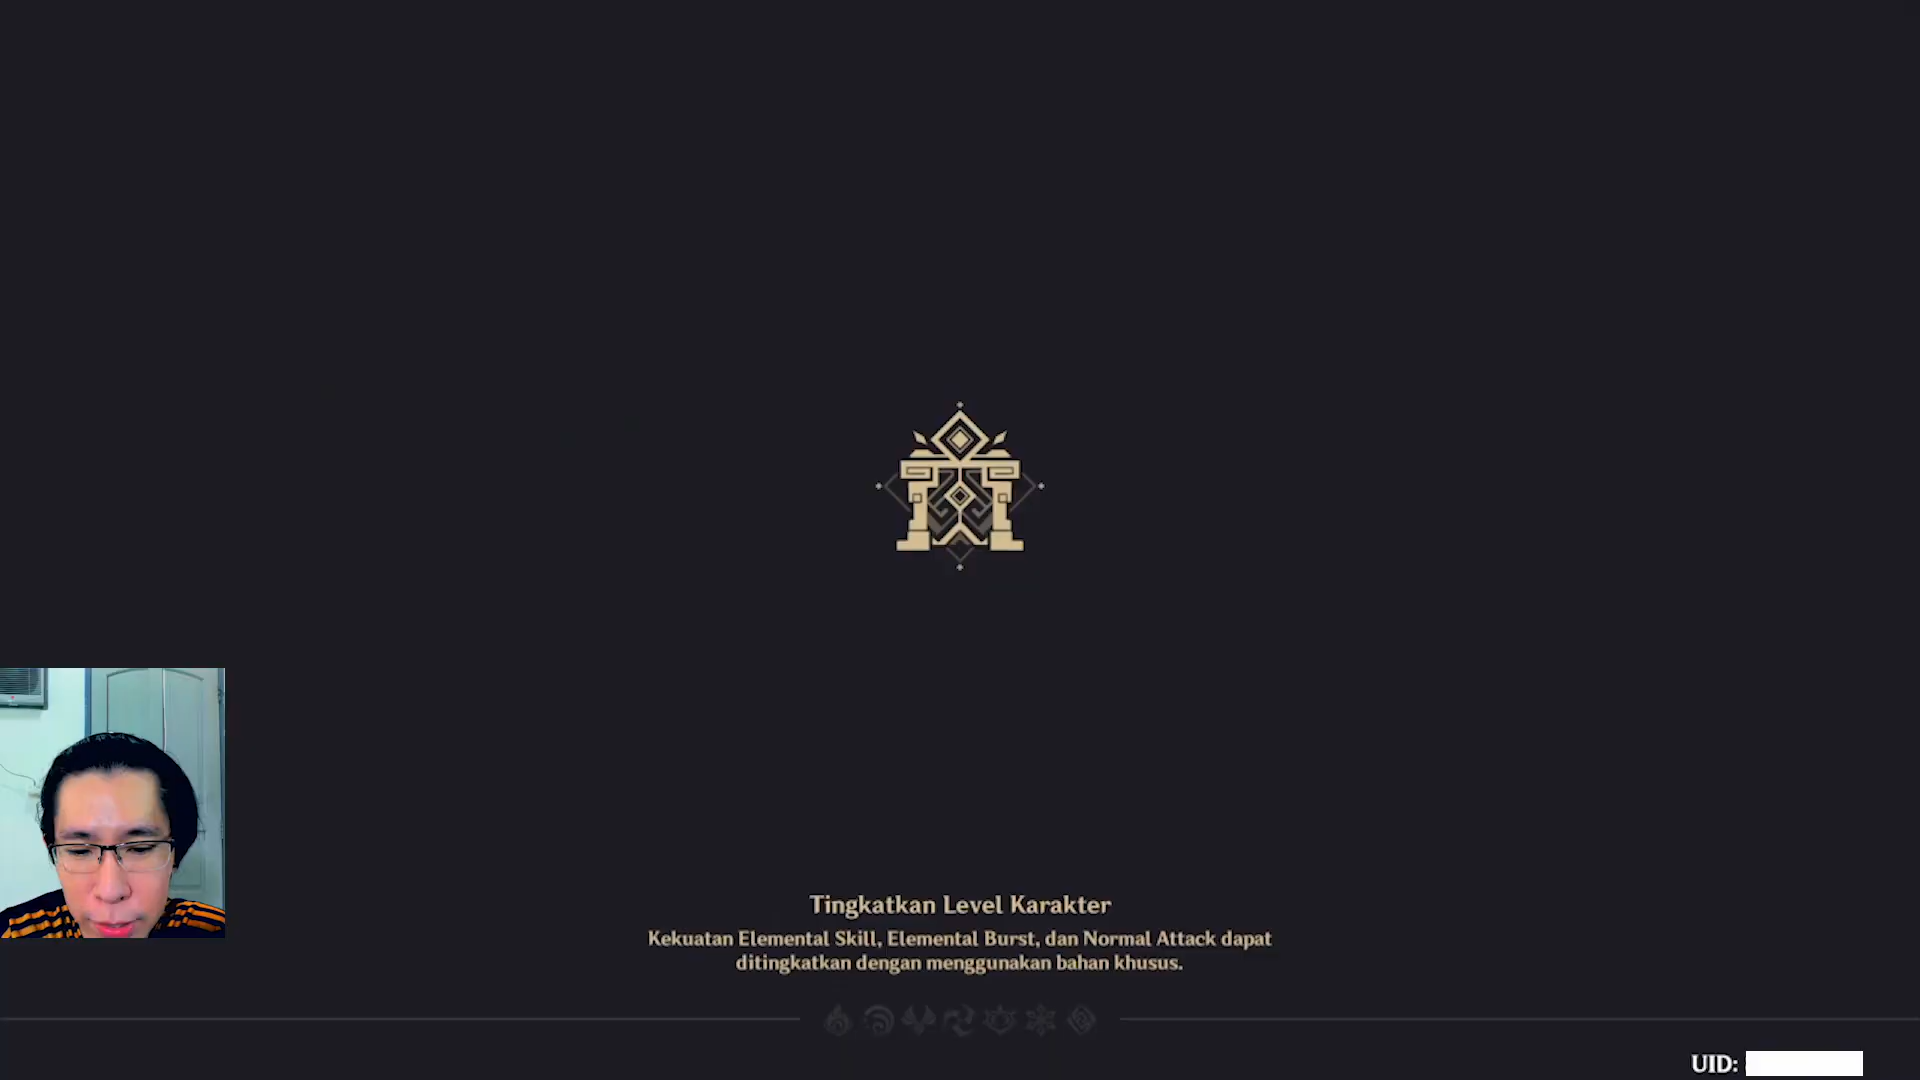 Tingkatkan Level Karakter
Kekuatan Elemental Skill, Elemental Burst, dan Normal Attack dapat
ditingkatkan dengan menggunakan bahan khusus.
UID: